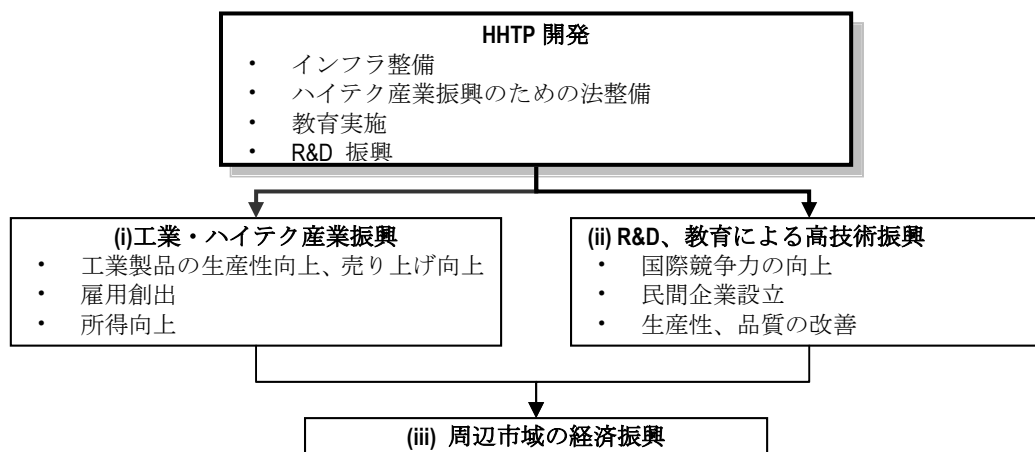 HHTP 開発
・ インフラ整備
・ ハイテク産業振興のための法整備
・ 教育実施
・ R&D 振興
(i)工業・ハイテク産業振興
・ 工業製品の生産性向上、売り上げ向上
・ 雇用創出
・ 所得向上
(ii) R&D、教育による高技術振興
・ 国際競争力の向上
・ 民間企業設立
・ 生産性、品質の改善
(iii) 周辺市域の経済振興